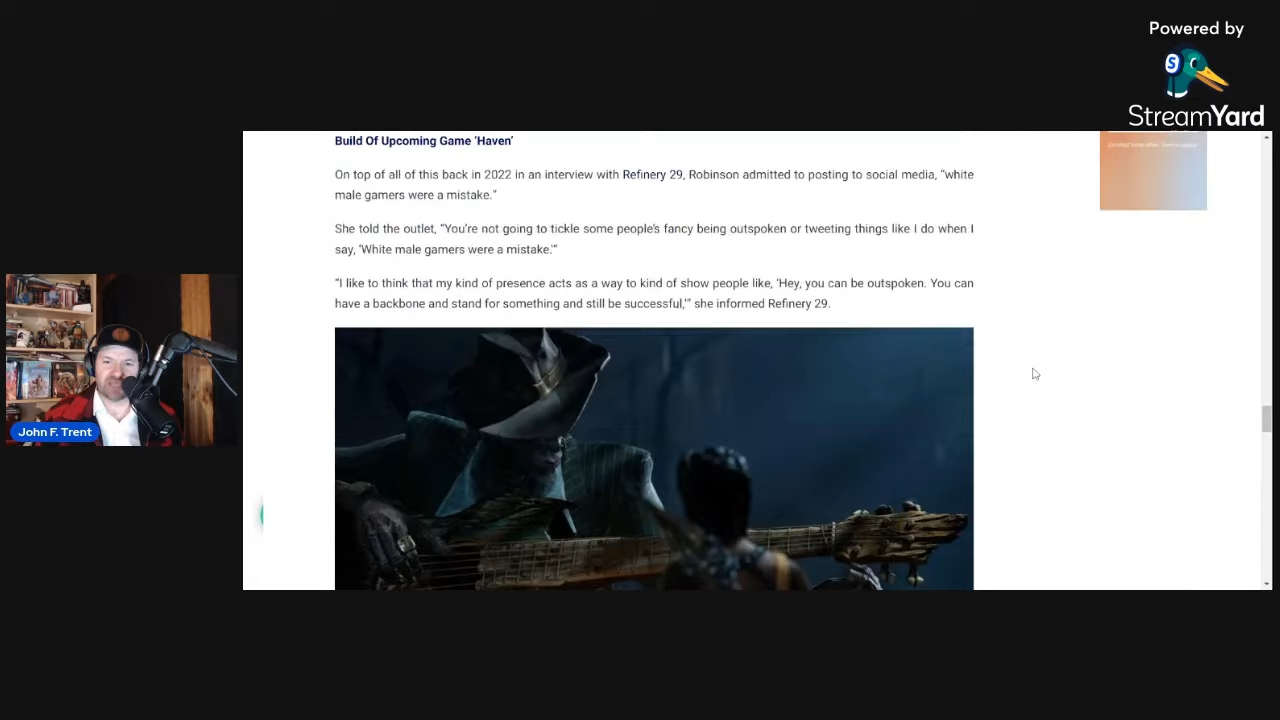 Powered by
S
StreamYard
Build Of Upcoming Game ‘Haven’
On top of all of this back in 2022 in an interview with Refinery 29, Robinson admitted to posting to social media, “white
male gamers were a mistake.”
She told the outlet, “You’re not going to tickle some people’s fancy being outspoken or tweeting things like I do when I
say, ‘White male gamers were a mistake.’“
“I like to think that my kind of presence acts as a way to kind of show people like, ‘Hey, you can be outspoken. You can
have a backbone and stand for something and still be successful,’” she informed Refinery 29.
John F. Trent